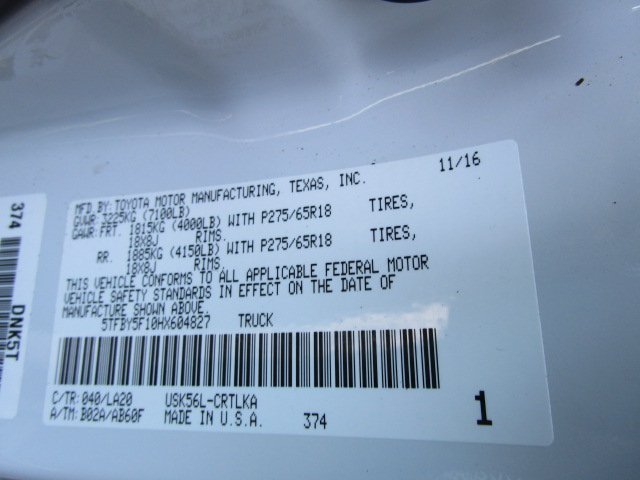 MFD.BY: TOYOTA MOTOR MANUFACTURING, TEXAS, INC. 11/16
GVWR 3225KG (7100LB)
GAWR: FRT. 1815KG (4000LB) WITH P275/65R18 TIRES,
18X8J RIMS
RR. 1885KG (4150LB) WITH P275/65R18 TIRES,
18X8J RIMS
THIS VEHICLE CONFORMS TO ALL APPLICABLE FEDERAL MOTOR
VEHICLE SAFETY STANDARDS IN EFFECT ON THE DATE OF
MANUFACTURE SHOWN ABOVE.
5TFBY5F10HX604827 TRUCK
C/TR: 040/LA20 USK56L-CRTLKA
A/TM: B02A/AB60F MADE IN U.S.A. 374 1
374 DNK5T